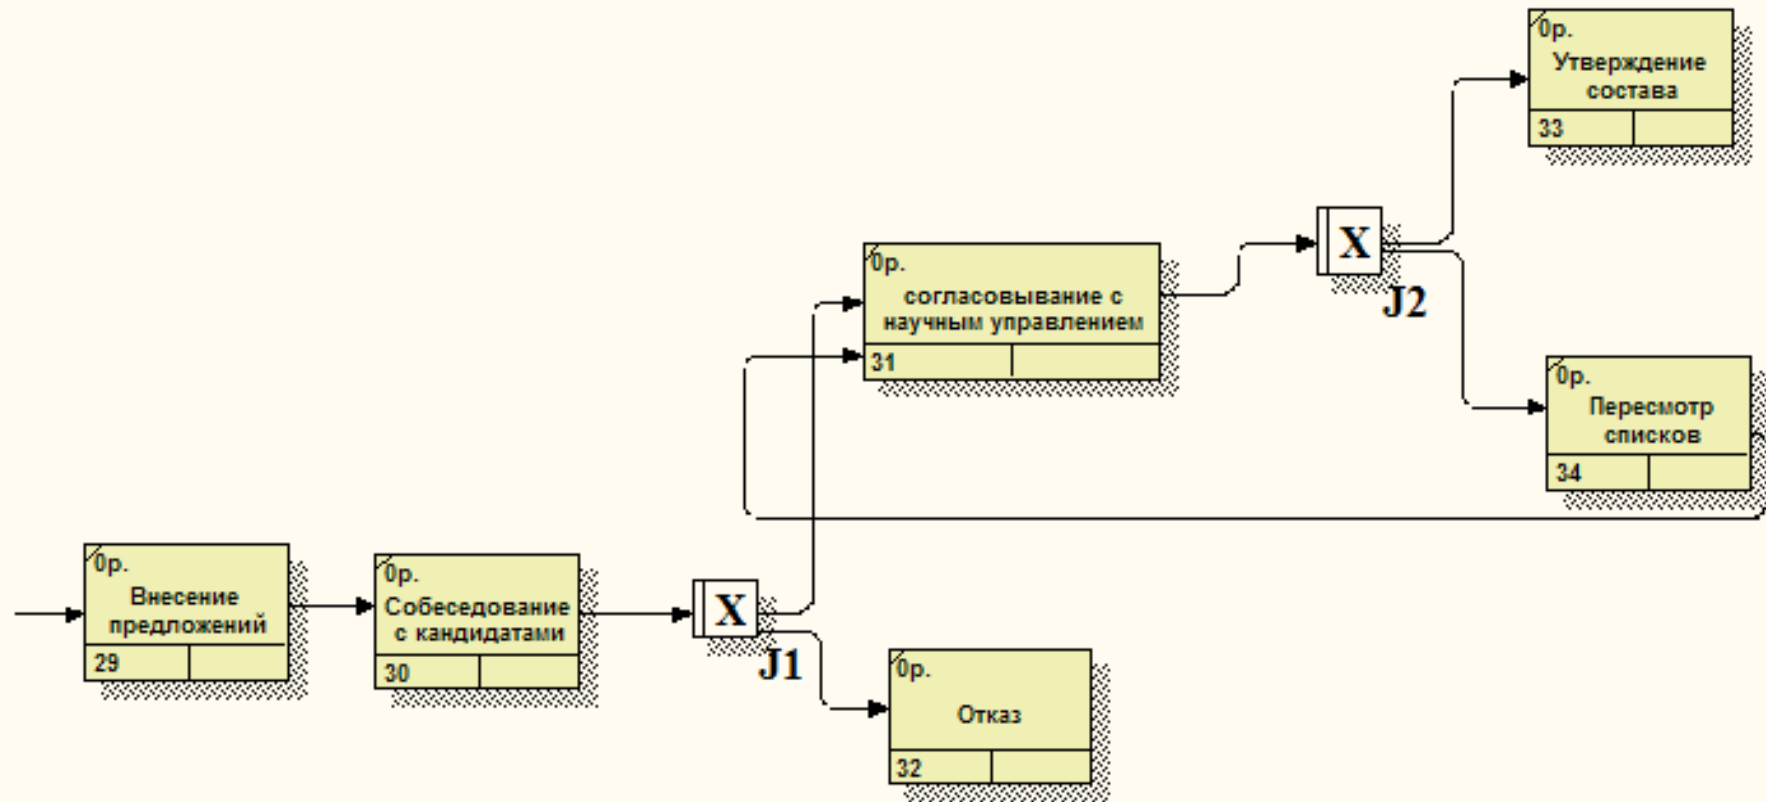 0р.
Утверждение
состава
33
X
J2
0р.
согласовывание с
научным управлением
31
0р.
Пересмотр
списков
34
0р.
Внесение
предложений
29
0р.
Собеседование
с кандидатами
30
X
J1
0р.
Отказ
32